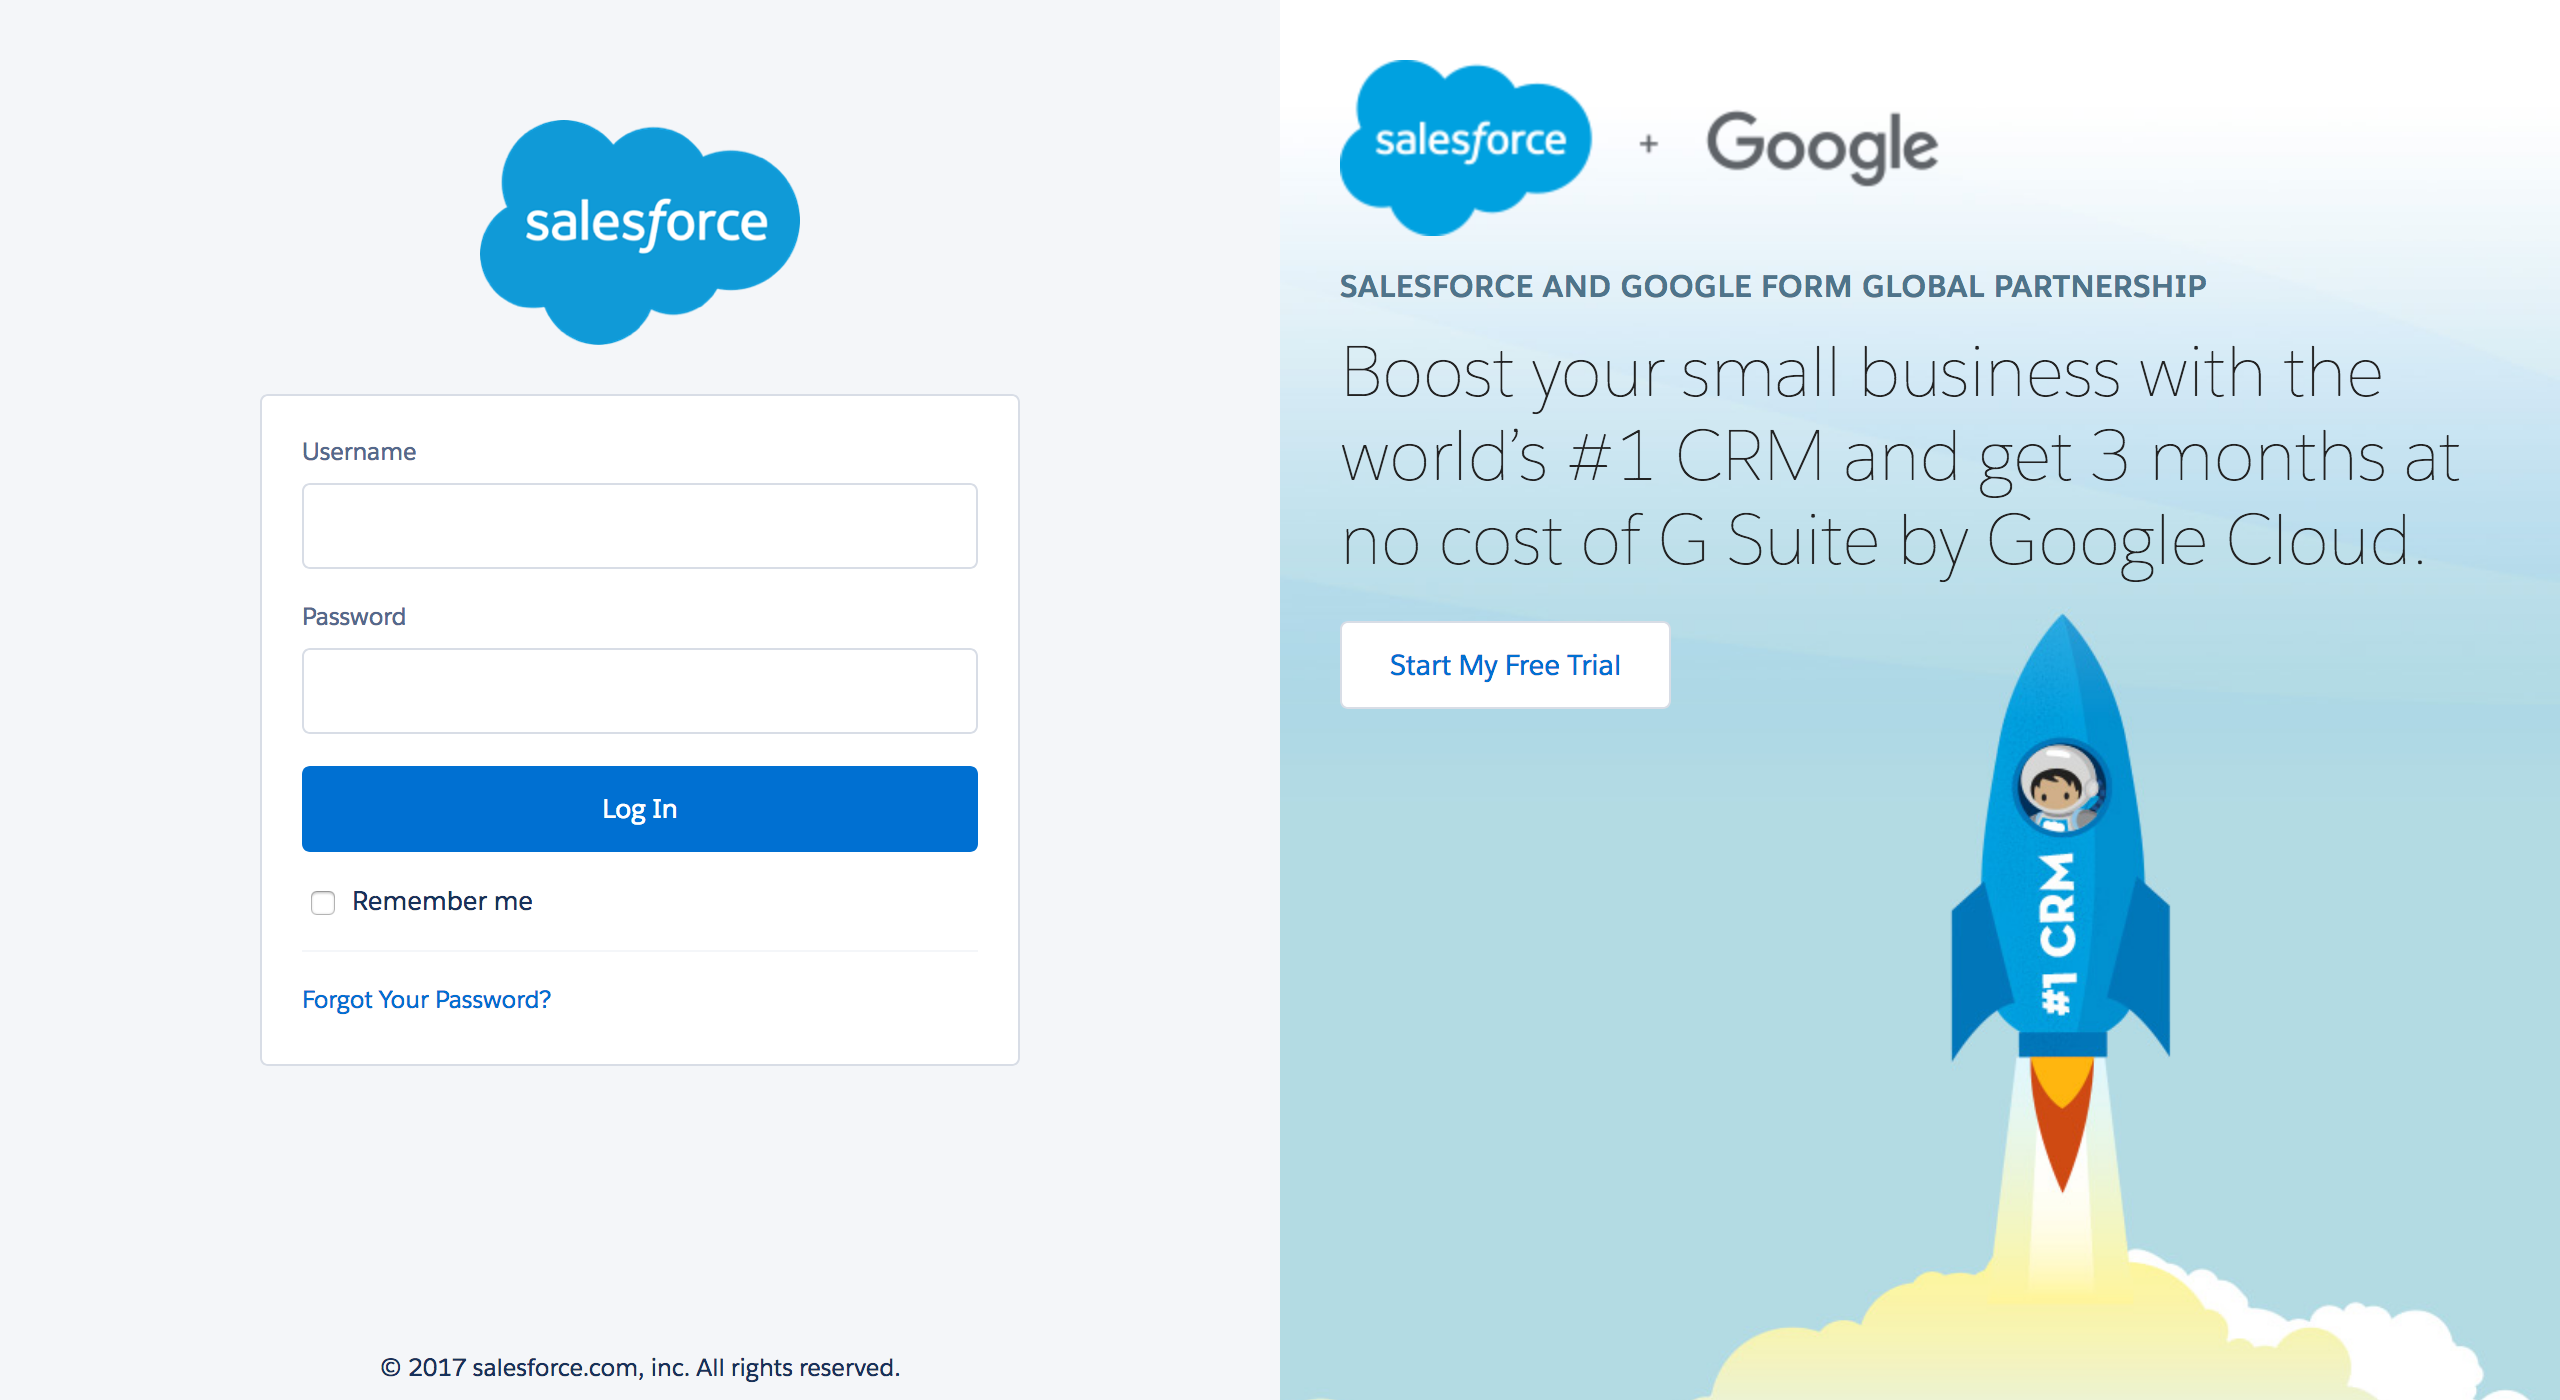 salesforce
Username
Password
Log In
Remember me
Forgot Your Password?
© 2017 salesforce.com, inc. All rights reserved.
salesforce + Google
SALESFORCE AND GOOGLE FORM GLOBAL PARTNERSHIP
Boost your small business with the
world’s #1 CRM and get 3 months at
no cost of G Suite by Google Cloud.
Start My Free Trial
#1 CRM